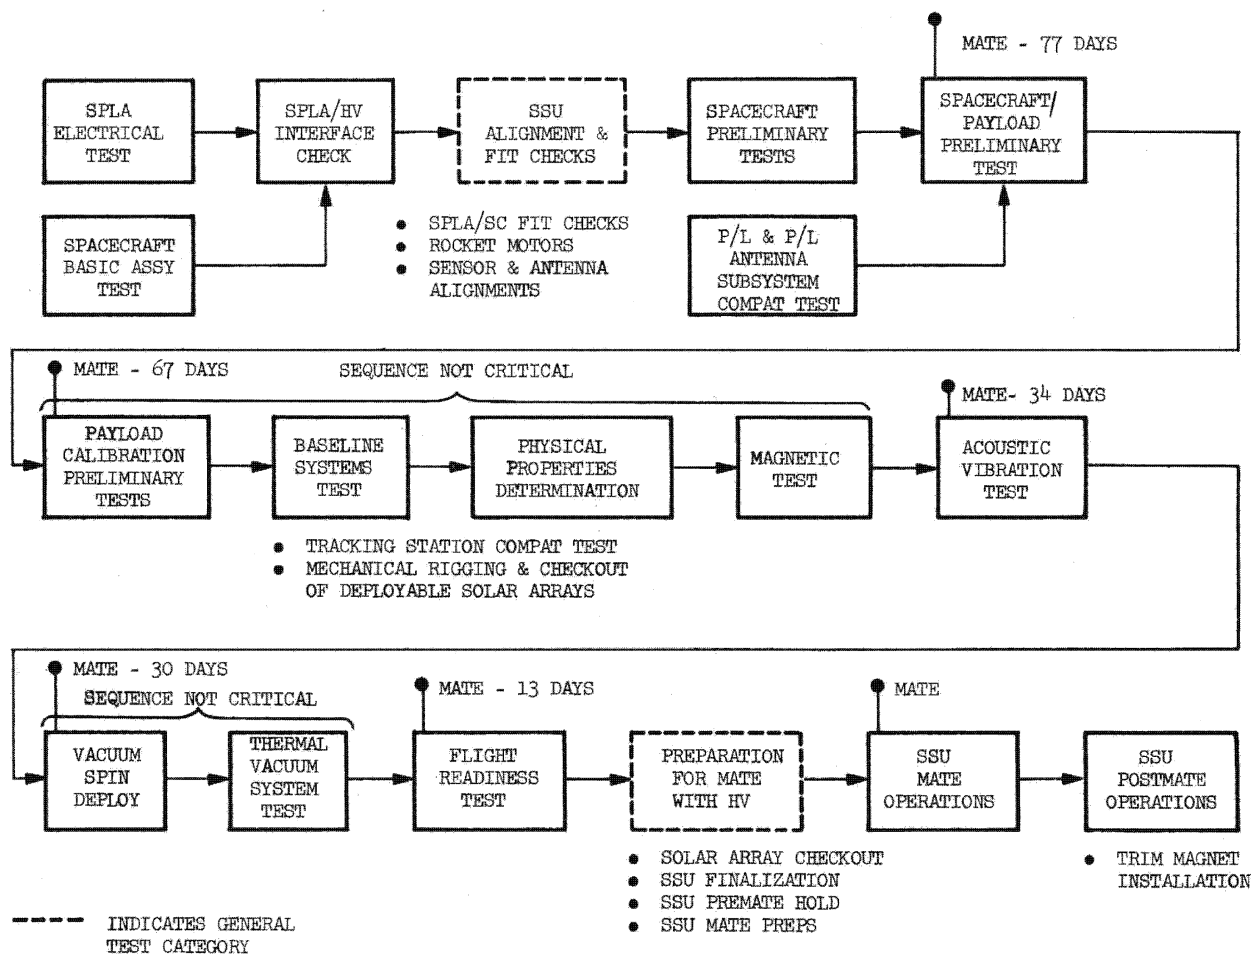 MATE - 77 DAYS
SPLA
ELECTRICAL
TEST
SPLA/HV
INTERFACE
CHECK
SSU
ALIGNMENT &
FIT CHECKS
SPACECRAFT
PRELIMINARY
TESTS
SPACECRAFT/
PAYLOAD
PRELIMINARY
TEST
SPACECRAFT
BASIC ASSY
TEST
● SPLA/SC FIT CHECKS
● ROCKET MOTORS
● SENSOR & ANTENNA
ALIGNMENTS
P/L & P/L
ANTENNA
SUBSYSTEM
COMPAT TEST
MATE - 67 DAYS
SEQUENCE NOT CRITICAL
MATE- 34 DAYS
PAYLOAD
CALIBRATION
PRELIMINARY
TESTS
BASELINE
SYSTEMS
TEST
PHYSICAL
PROPERTIES
DETERMINATION
MAGNETIC
TEST
ACOUSTIC
VIBRATION
TEST
● TRACKING STATION COMPAT TEST
● MECHANICAL RIGGING & CHECKOUT
OF DEPLOYABLE SOLAR ARRAYS
MATE - 30 DAYS
SEQUENCE NOT CRITICAL
MATE - 13 DAYS
MATE
VACUUM
SPIN
DEPLOY
THERMAL
VACUUM
SYSTEM
TEST
FLIGHT
READINESS
TEST
PREPARATION
FOR MATE
WITH HV
SSU
MATE
OPERATIONS
SSU
POSTMATE
OPERATIONS
● SOLAR ARRAY CHECKOUT
● SSU FINALIZATION
● SSU PREMATE HOLD
● SSU MATE PREPS
● TRIM MAGNET
INSTALLATION
INDICATES GENERAL
TEST CATEGORY